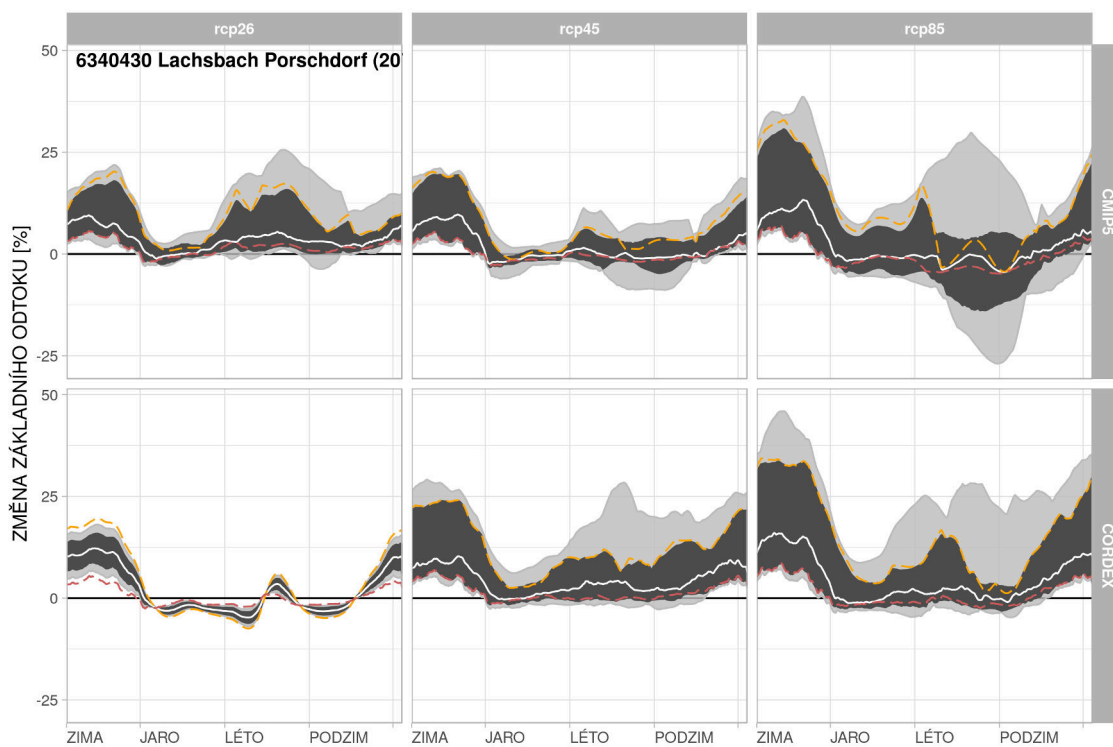 rcp26 rcp45 rcp85
6340430 Lachsbach Porschdorf (20
ZMĚNA ZÁKLADNÍHO ODTOKU [%]
50
25
0
-25
CMIP5
50
25
0
-25
CORDEX
ZIMA JARO LÉTO PODZIM ZIMA JARO LÉTO PODZIM ZIMA JARO LÉTO PODZIM